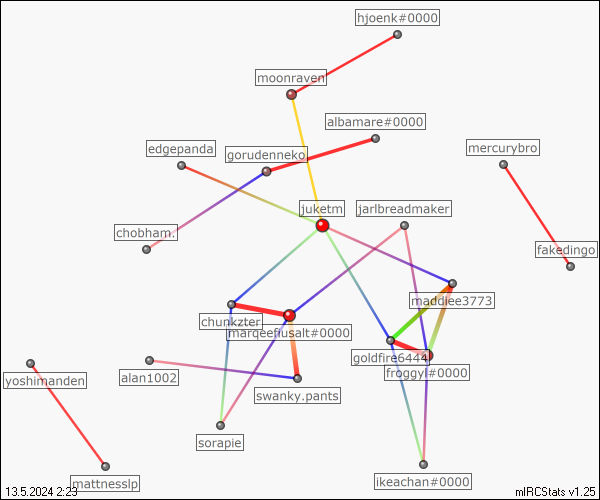 hjoenk#0000
moonraven
albamare#0000
edgepanda
gorudenneko
mercurybro
juketm
jarlbreadmaker
chobham.
fakedingo
maddiee3773
chunkzter
marqeefiusalt#0000
goldfire6444
froggyl#0000
yoshimanden
alan1002
swanky.pants
sorapie
mattnesslp
ikeachan#0000
13.5.2024 2:23
mIRCStats v1.25